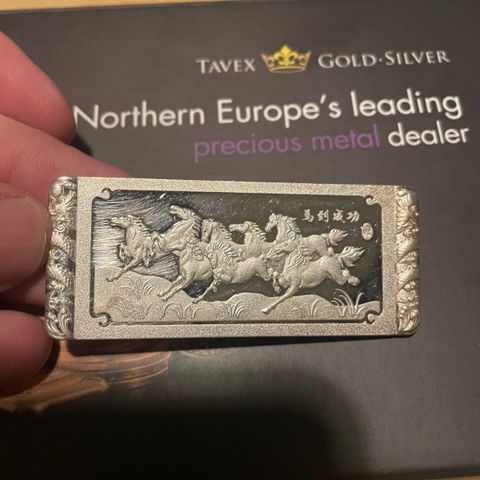 TAVEX GOLD·SILVER
Northern Europe's leading
precious metal dealer
馬到成功